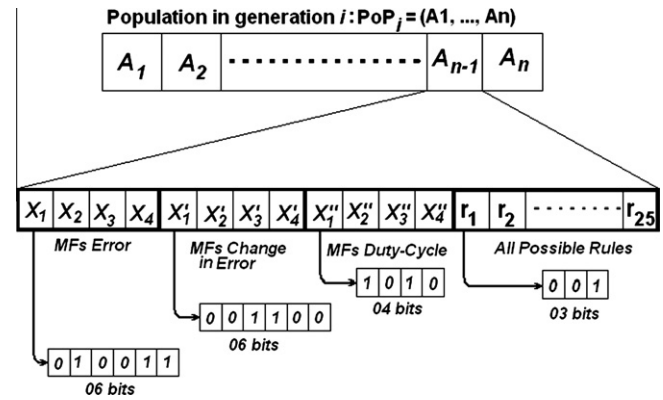 Population in generation i : PoP i = (A1, ..., An)
A1 A2 ........................ An-1 An
X1 X2 X3 X4 X'1 X'2 X'3 X'4 X''1 X''2 X''3 X''4 r1 r2 ......... r25
MFs Error
MFs Change
in Error
MFs Duty-Cycle
All Possible Rules
1 0 1 0
04 bits
0 0 1
03 bits
0 0 1 1 0 0
06 bits
0 1 0 0 1 1
06 bits